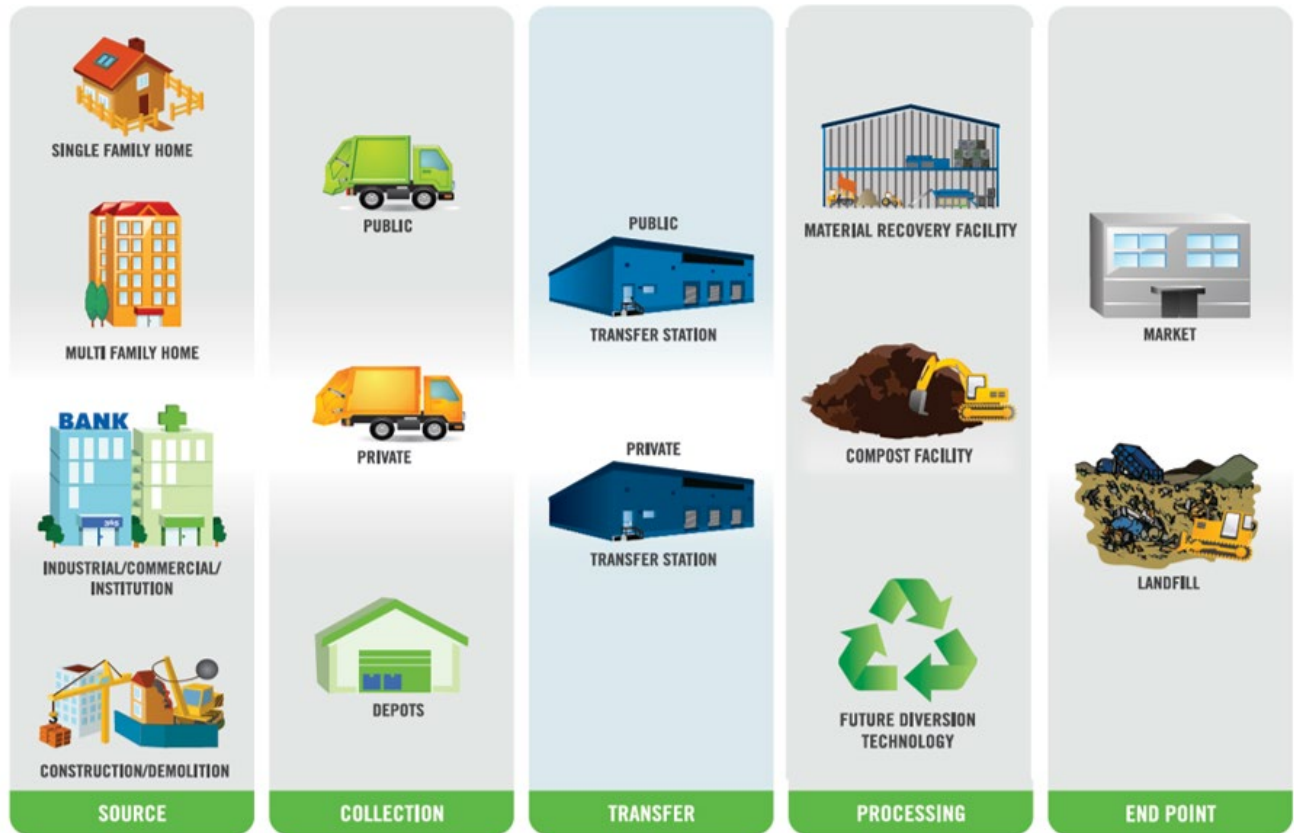 SINGLE FAMILY HOME
MULTI FAMILY HOME
BANK
365
INDUSTRIAL/COMMERCIAL/
INSTITUTION
CONSTRUCTION/DEMOLITION
SOURCE
PUBLIC
PRIVATE
DEPOTS
COLLECTION
PUBLIC
TRANSFER STATION
PRIVATE
TRANSFER STATION
TRANSFER
MATERIAL RECOVERY FACILITY
COMPOST FACILITY
FUTURE DIVERSION
TECHNOLOGY
PROCESSING
MARKET
LANDFILL
END POINT